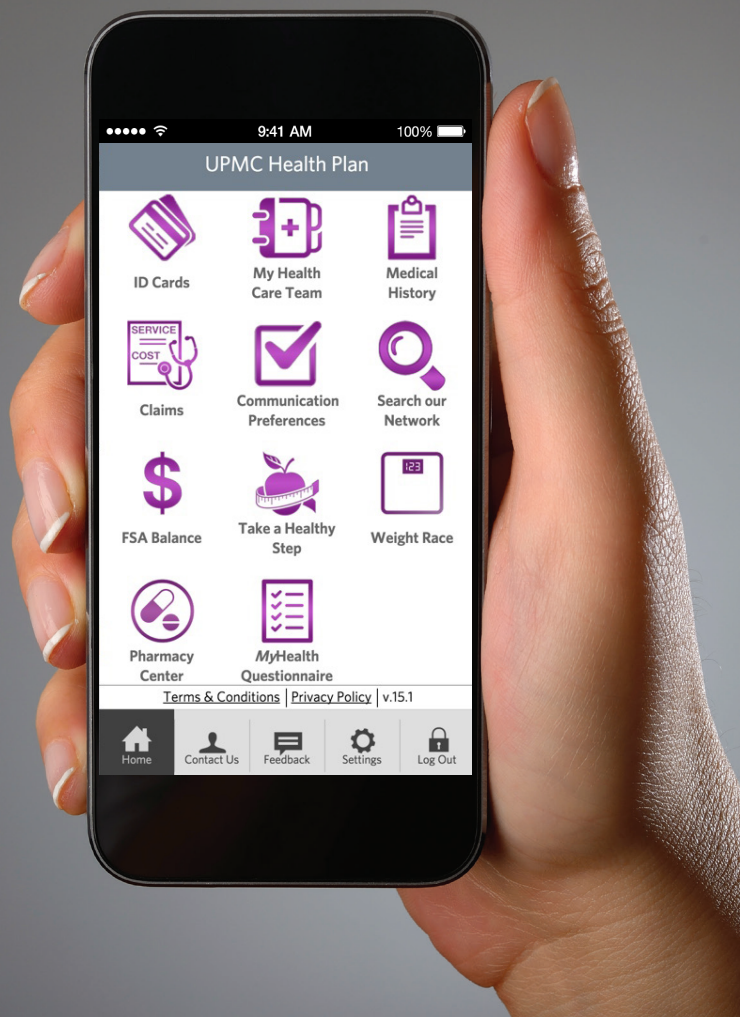 9:41 AM
100%
UPMC Health Plan
ID Cards
My Health
Care Team
Medical
History
SERVICE
COST
Claims
Communication
Preferences
Search our
Network
FSA Balance
Take a Healthy
Step
123
Weight Race
Pharmacy
Center
MyHealth
Questionnaire
Terms & Conditions | Privacy Policy | v.15.1
Home
Contact Us
Feedback
Settings
Log Out